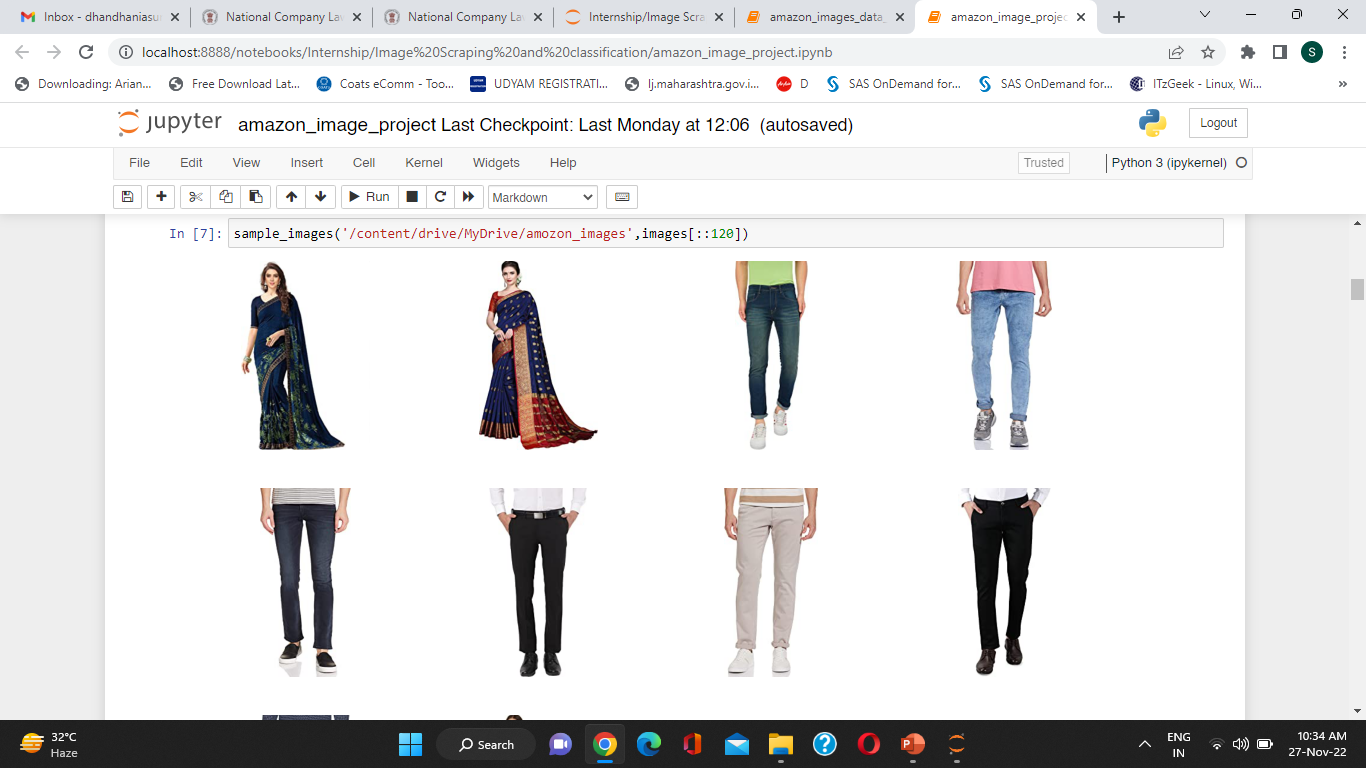 Inbox - dhandhaniasu
National Company La
National Company La
Internship/Image Scra
amazon_images_data_
amazon_image_projec
localhost:8888/notebooks/Internship/Image%20Scraping%20and%20classification/amazon_image_project.ipynb
S
Downloading: Arian...
Free Download Lat...
Coats eComm - Too...
UDYAM REGISTRATI...
lj.maharashtra.gov.i...
D
SAS OnDemand for...
SAS OnDemand for...
ITzGeek - Linux, Wi...
»
jupyter
amazon_image_project Last Checkpoint: Last Monday at 12:06 (autosaved)
Logout
File
Edit
View
Insert
Cell
Kernel
Widgets
Help
Trusted
Python 3 (ipykernel)
Run
Markdown
In [7]:
sample_images('/content/drive/MyDrive/amozon_images',images[::120])
32°C
Haze
Search
ENG
IN
10:34 AM
27-Nov-22